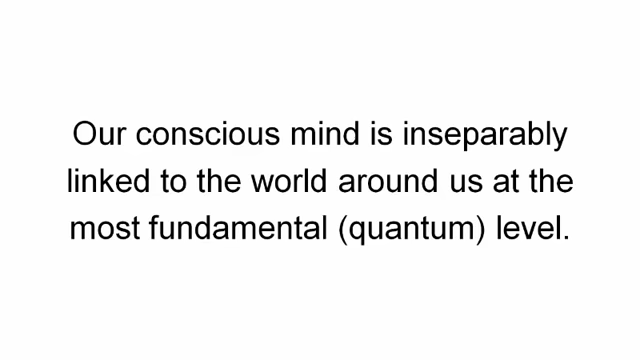 Our conscious mind is inseparably
linked to the world around us at the
most fundamental (quantum) level.